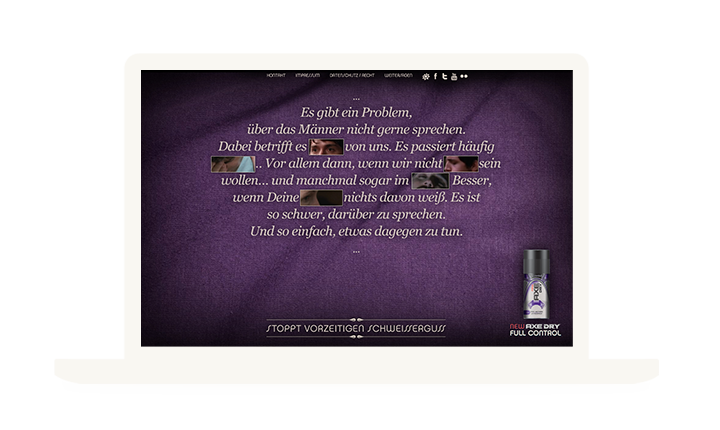 KONTAKT IMPRESSUM DATENSCHUTZ / RECHT WEITERSAGEN
...
Es gibt ein Problem,
über das Männer nicht gerne sprechen.
Dabei betrifft es von uns. Es passiert häufig
.. Vor allem dann, wenn wir nicht sein
wollen... und manchmal sogar im Besser,
wenn Deine nichts davon weiß. Es ist
so schwer, darüber zu sprechen.
Und so einfach, etwas dagegen zu tun.
...
AXE
DRY
STOPPT VORZEITIGEN SCHWEISSERGUSS
NEW AXE DRY
FULL CONTROL